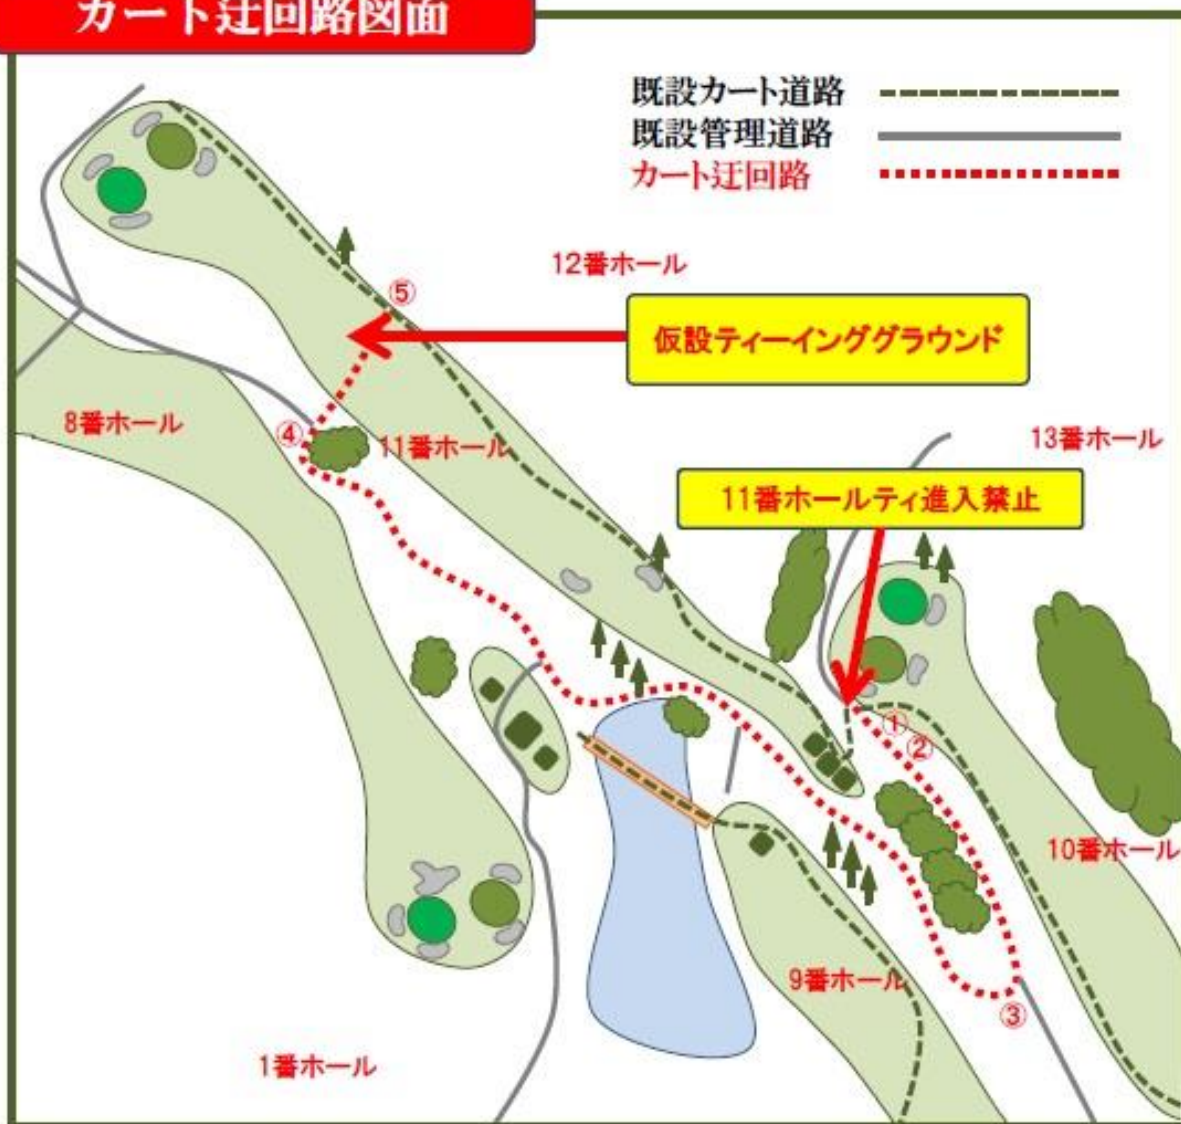 カート迂回路図面
既設カート道路
既設管理道路
カート迂回路
12番ホール
⑤
仮設ティーインググラウンド
8番ホール
④
11番ホール
13番ホール
11番ホールティ進入禁止
①
②
10番ホール
9番ホール
③
1番ホール